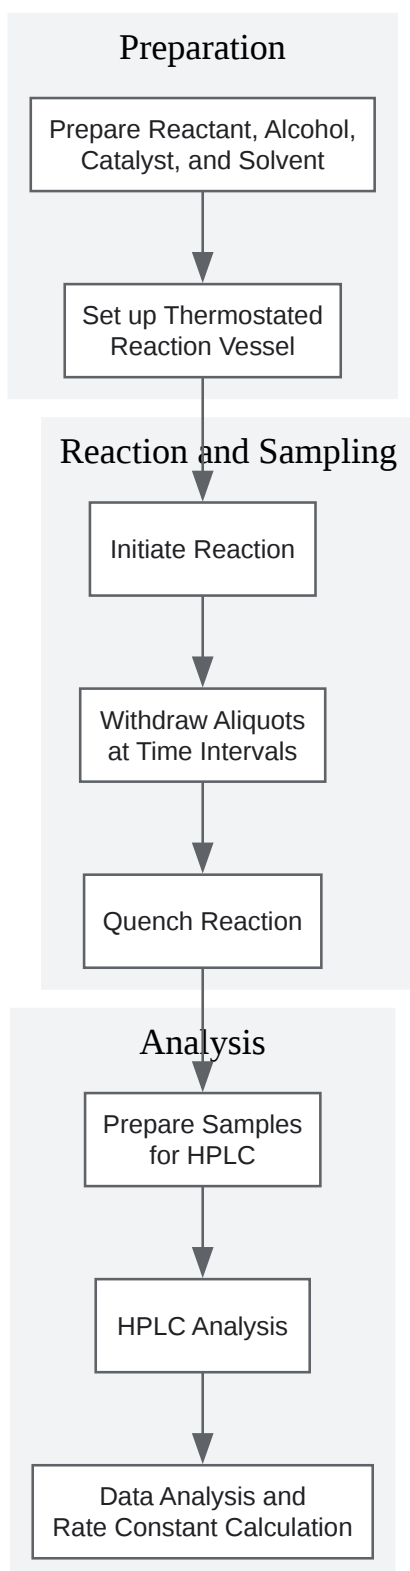 Preparation
Prepare Reactant, Alcohol,
Catalyst, and Solvent
Set up Thermostated
Reaction Vessel
Reaction and Sampling
Initiate Reaction
Withdraw Aliquots
at Time Intervals
Quench Reaction
Analysis
Prepare Samples
for HPLC
HPLC Analysis
Data Analysis and
Rate Constant Calculation